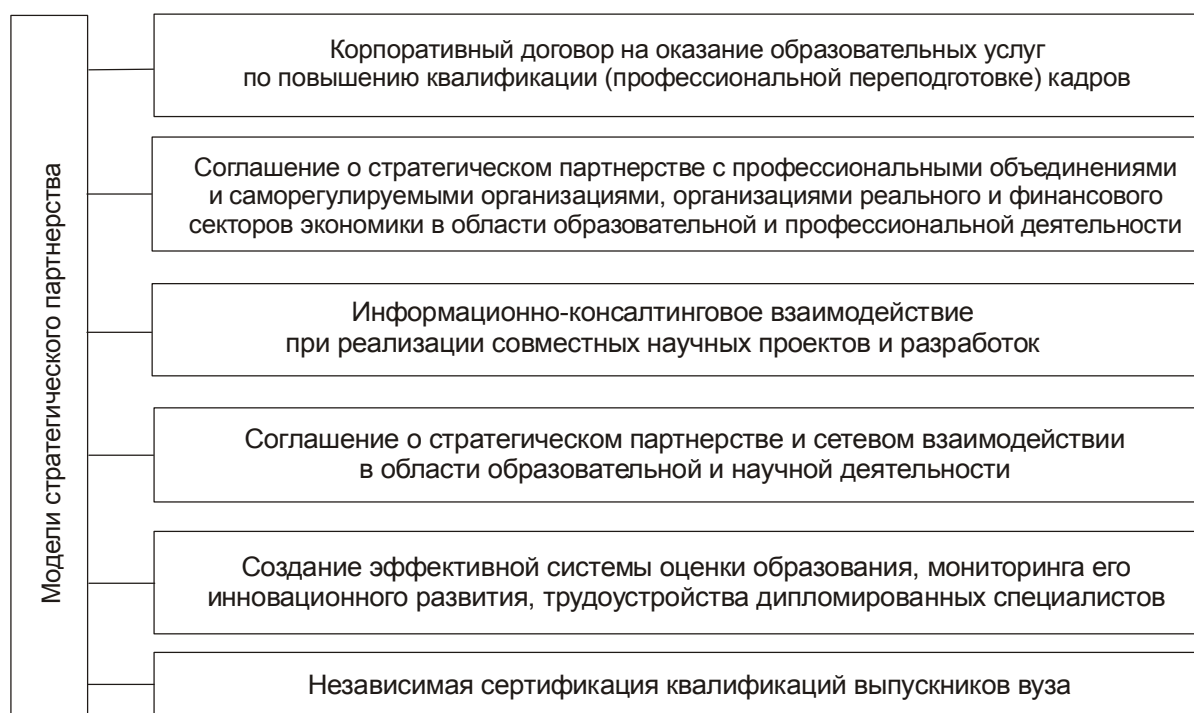 Модели стратегического партнерства
Корпоративный договор на оказание образовательных услуг
по повышению квалификации (профессиональной переподготовке) кадров
Соглашение о стратегическом партнерстве с профессиональными объединениями
и саморегулируемыми организациями, организациями реального и финансового
секторов экономики в области образовательной и профессиональной деятельности
Информационно-консалтинговое взаимодействие
при реализации совместных научных проектов и разработок
Соглашение о стратегическом партнерстве и сетевом взаимодействии
в области образовательной и научной деятельности
Создание эффективной системы оценки образования, мониторинга его
инновационного развития, трудоустройства дипломированных специалистов
Независимая сертификация квалификаций выпускников вуза